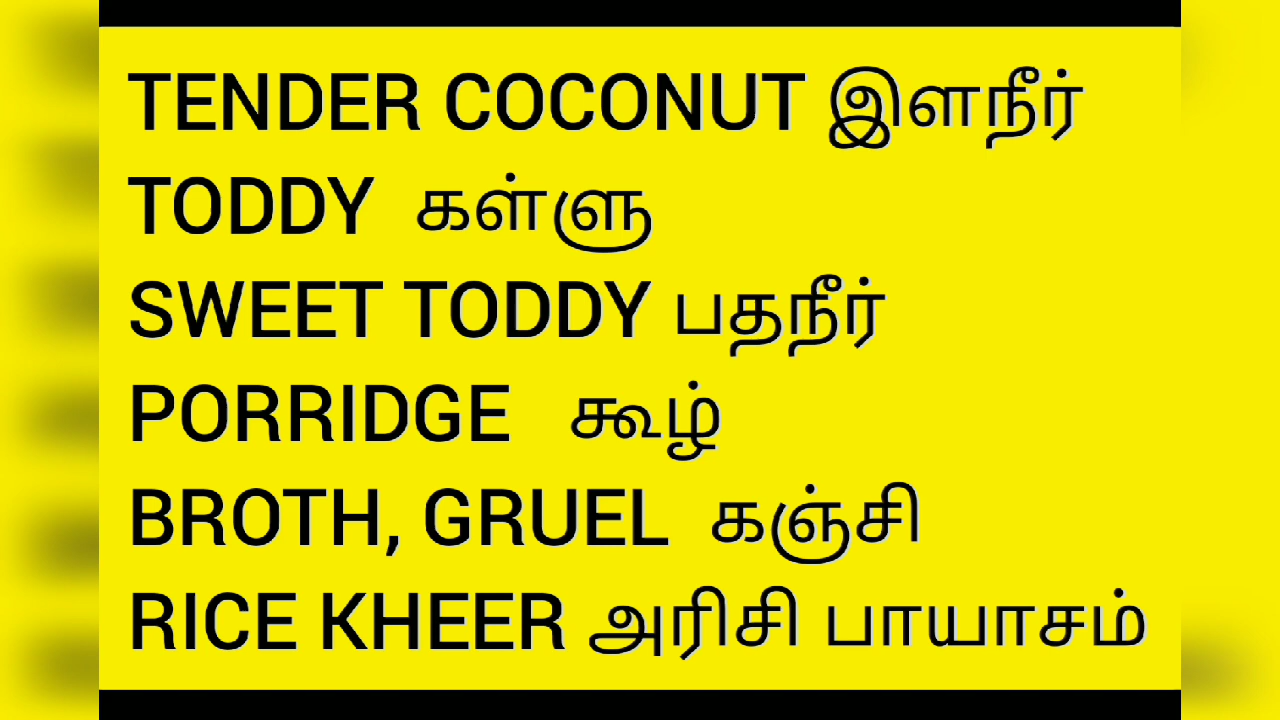 TENDER COCONUT இளநீர்
TODDY கள்ளு
SWEET TODDY பதநீர்
PORRIDGE கூழ்
BROTH, GRUEL கஞ்சி
RICE KHEER அரிசி பாயாசம்